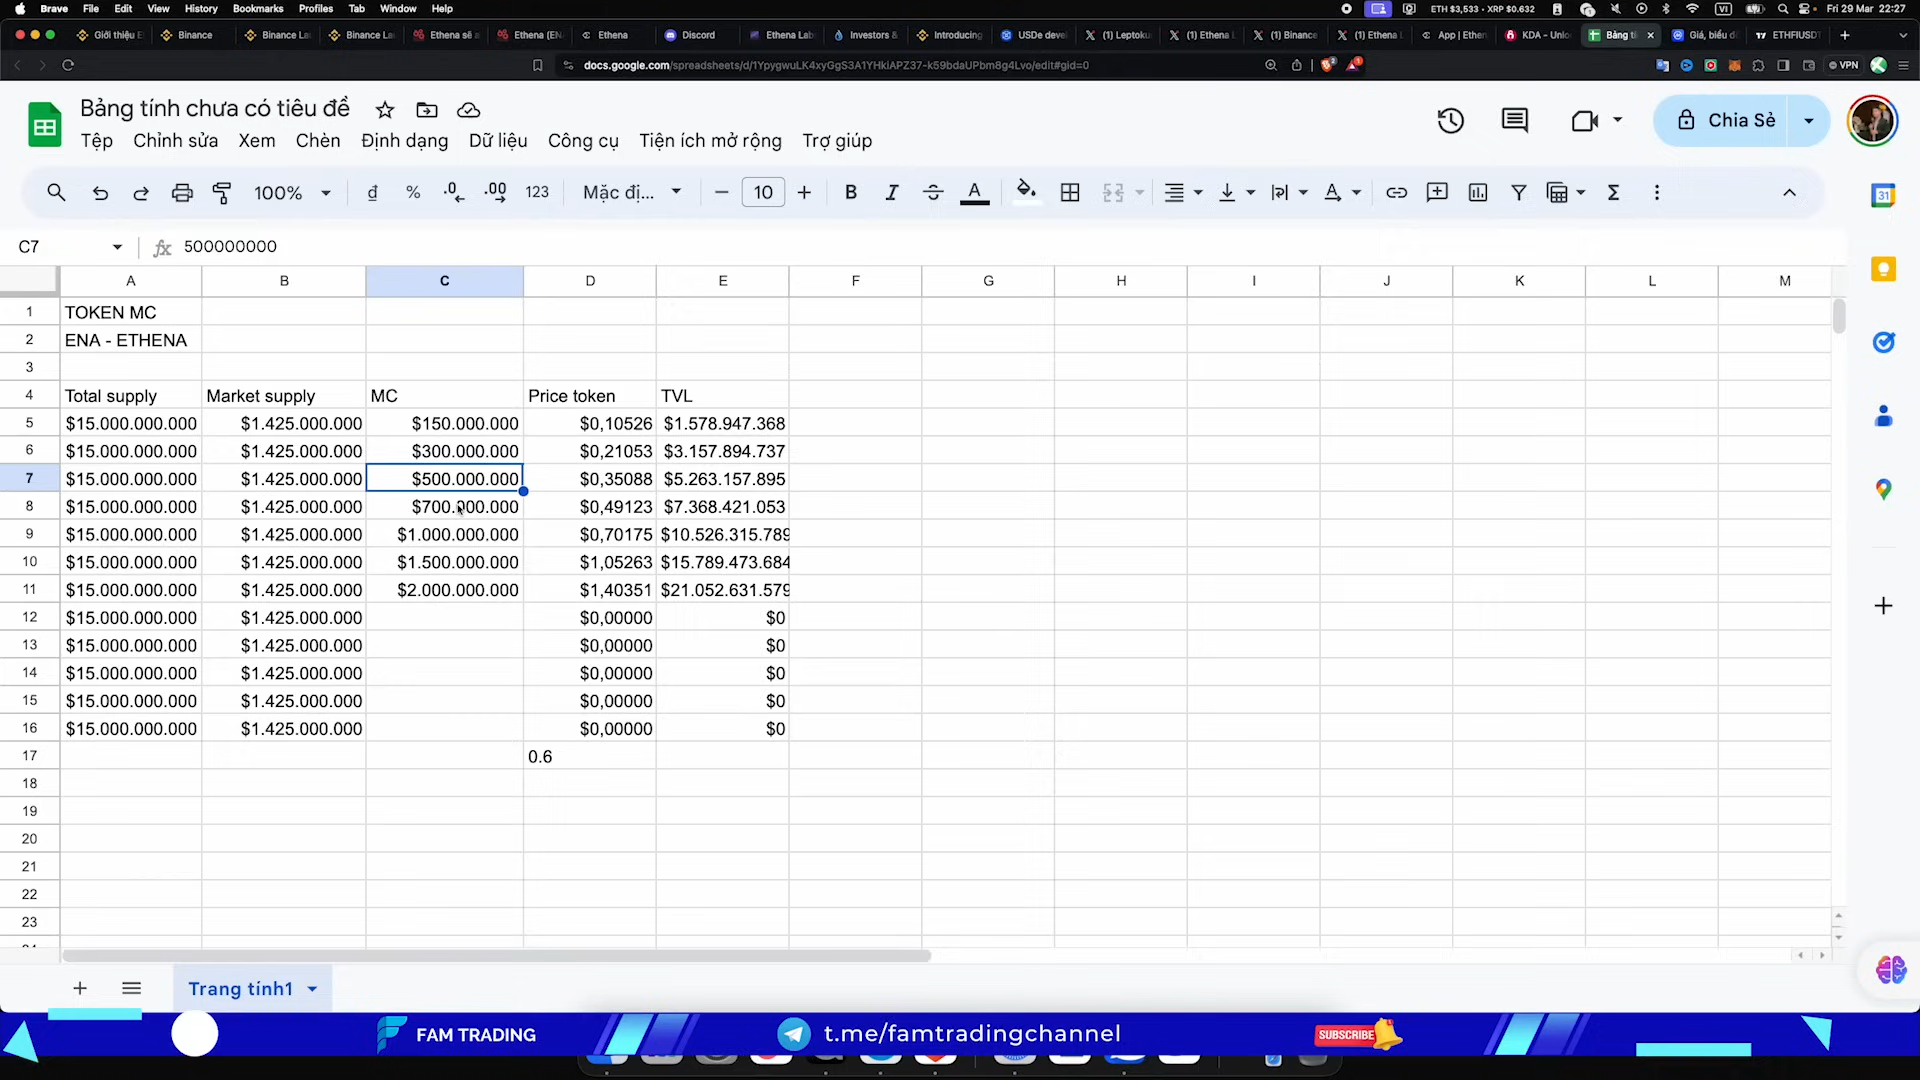 Brave File Edit View History Bookmarks Profiles Tab Window Help ETH $3,533 · XRP $0.632 VI Fri 29 Mar 22:27
Giới thiệu E Binance Binance La Binance La Ethena sẽ a Ethena (EN Ethena Discord Ethena Lab Investors & Introducing USDe deve (1) Leptoku (1) Ethena (1) Binance (1) Ethena App | Ether KDA - Unio Bảng tí Giá, biểu đ ETHFIUSDT
docs.google.com/spreadsheets/d/1YpygwuLK4xyGgS3A1YHklAPZ37-k59bdaUPbm8g4Lvo/edit#gid=0 VPN
Bảng tính chưa có tiêu đề
Chia Sẻ
Tệp Chỉnh sửa Xem Chèn Định dạng Dữ liệu Công cụ Tiện ích mở rộng Trợ giúp
100% đ % .0 .00 123 Mặc đị... 10 B I A
C7 fx 500000000
A B C D E F G H I J K L M
1 TOKEN MC
2 ENA - ETHENA
3
4 Total supply Market supply MC Price token TVL
5 $15.000.000.000 $1.425.000.000 $150.000.000 $0,10526 $1.578.947.368
6 $15.000.000.000 $1.425.000.000 $300.000.000 $0,21053 $3.157.894.737
7 $15.000.000.000 $1.425.000.000 $500.000.000 $0,35088 $5.263.157.895
8 $15.000.000.000 $1.425.000.000 $700.000.000 $0,49123 $7.368.421.053
9 $15.000.000.000 $1.425.000.000 $1.000.000.000 $0,70175 $10.526.315.789
10 $15.000.000.000 $1.425.000.000 $1.500.000.000 $1,05263 $15.789.473.684
11 $15.000.000.000 $1.425.000.000 $2.000.000.000 $1,40351 $21.052.631.579
12 $15.000.000.000 $1.425.000.000 $0,00000 $0
13 $15.000.000.000 $1.425.000.000 $0,00000 $0
14 $15.000.000.000 $1.425.000.000 $0,00000 $0
15 $15.000.000.000 $1.425.000.000 $0,00000 $0
16 $15.000.000.000 $1.425.000.000 $0,00000 $0
17 0.6
18
19
20
21
22
23
Trang tính1
FAM TRADING t.me/famtradingchannel SUBSCRIBE